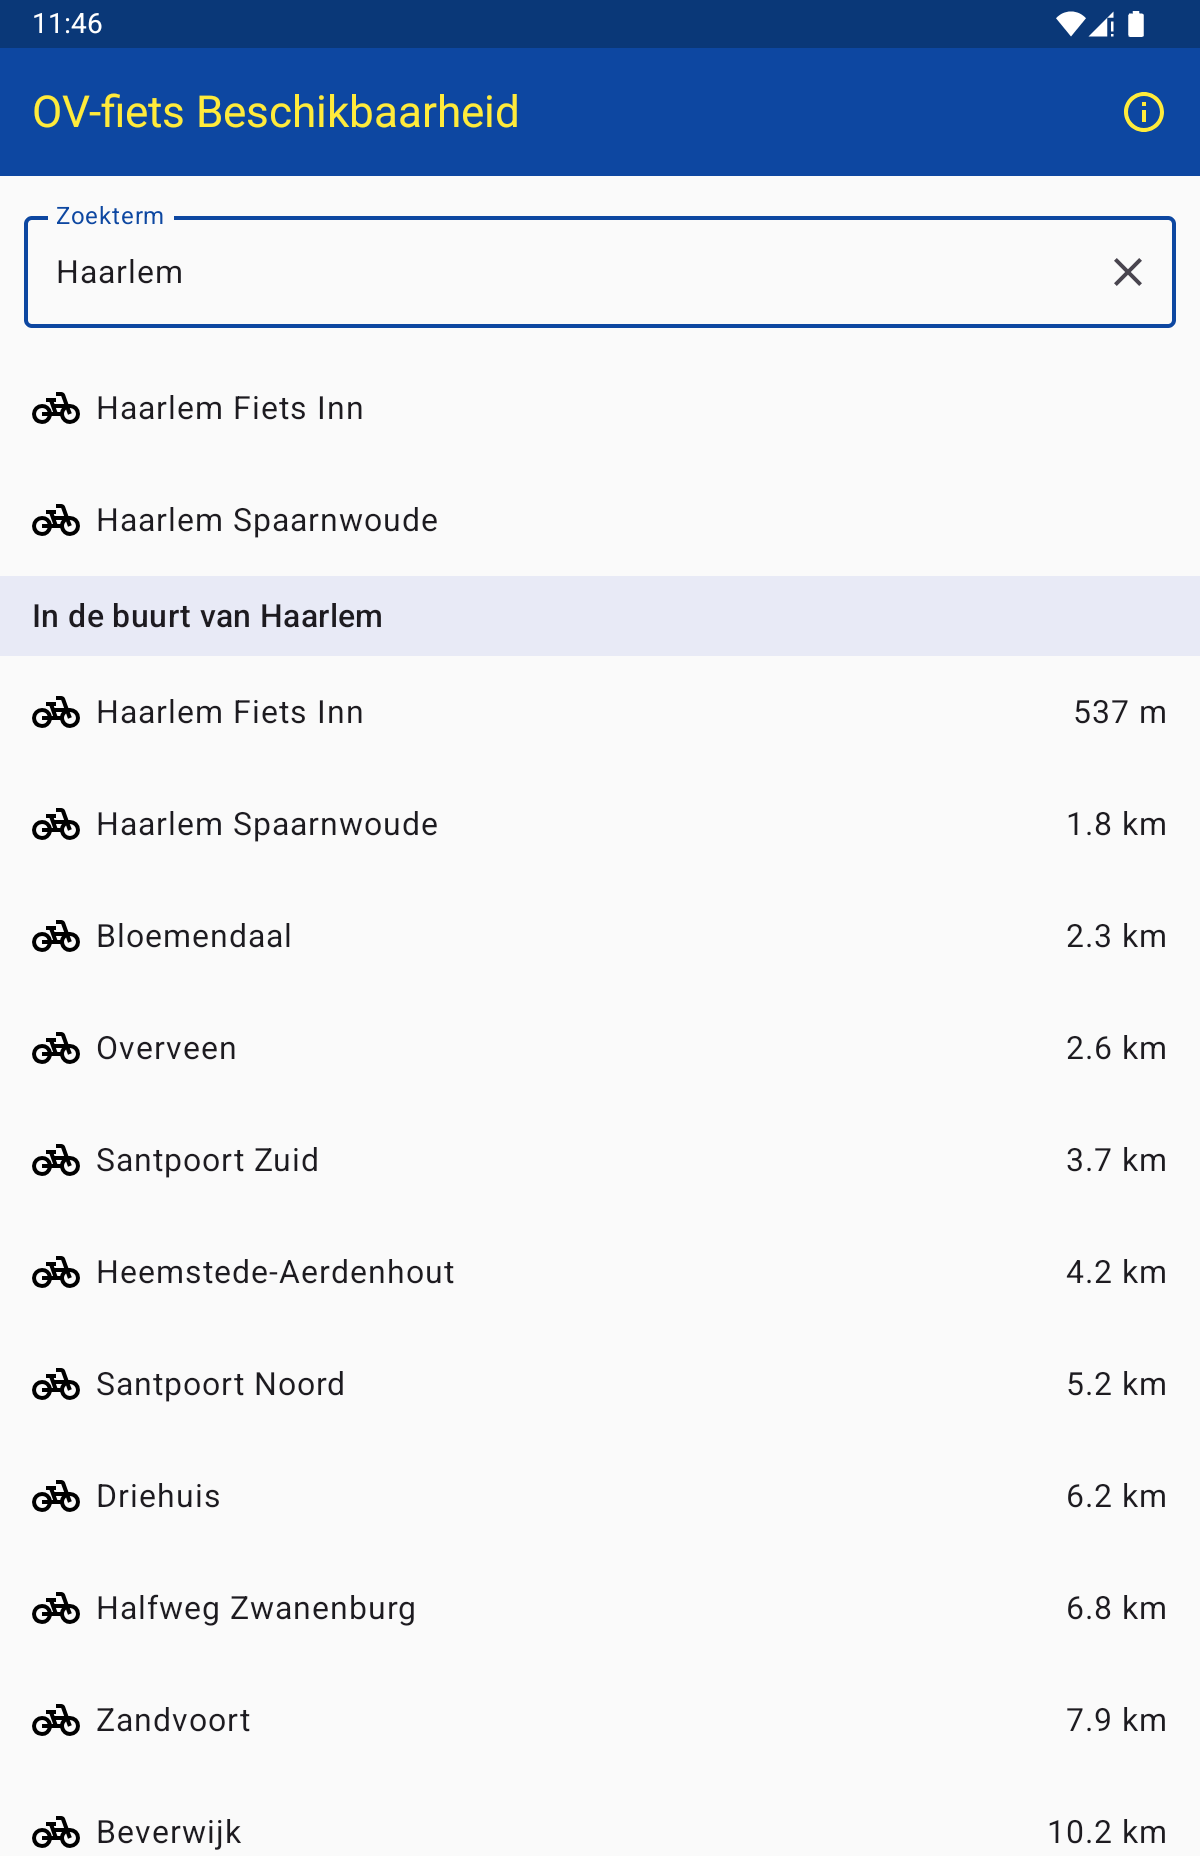 11:46
OV-fiets Beschikbaarheid
Zoekterm
Haarlem
Haarlem Fiets Inn
Haarlem Spaarnwoude
In de buurt van Haarlem
Haarlem Fiets Inn 537 m
Haarlem Spaarnwoude 1.8 km
Bloemendaal 2.3 km
Overveen 2.6 km
Santpoort Zuid 3.7 km
Heemstede-Aerdenhout 4.2 km
Santpoort Noord 5.2 km
Driehuis 6.2 km
Halfweg Zwanenburg 6.8 km
Zandvoort 7.9 km
Beverwijk 10.2 km